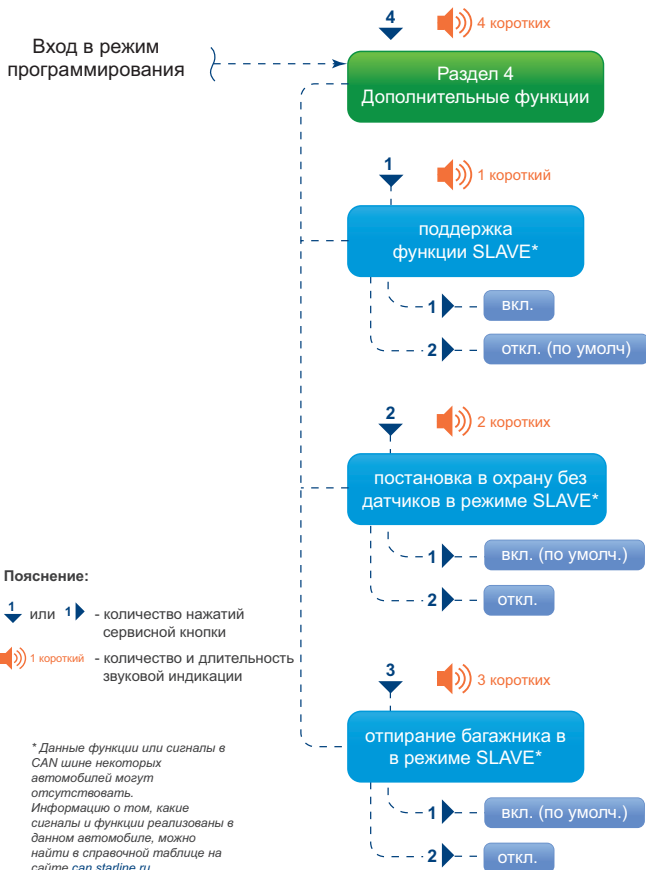 4
4 коротких
Вход в режим
программирования
Раздел 4
Дополнительные функции
1
1 короткий
поддержка
функции SLAVE*
1
вкл.
2
откл. (по умолч)
2
2 коротких
постановка в охрану без
датчиков в режиме SLAVE*
1
вкл. (по умолч.)
2
откл.
Пояснение:
1 или 1 - количество нажатий
сервисной кнопки
1 короткий - количество и длительность
звуковой индикации
3
3 коротких
отпирание багажника в
в режиме SLAVE*
1
вкл. (по умолч.)
2
откл.
* Данные функции или сигналы в
CAN шине некоторых
автомобилей могут
отсутствовать.
Информацию о том, какие
сигналы и функции реализованы в
данном автомобиле, можно
найти в справочной таблице на
сайте can.starline.ru